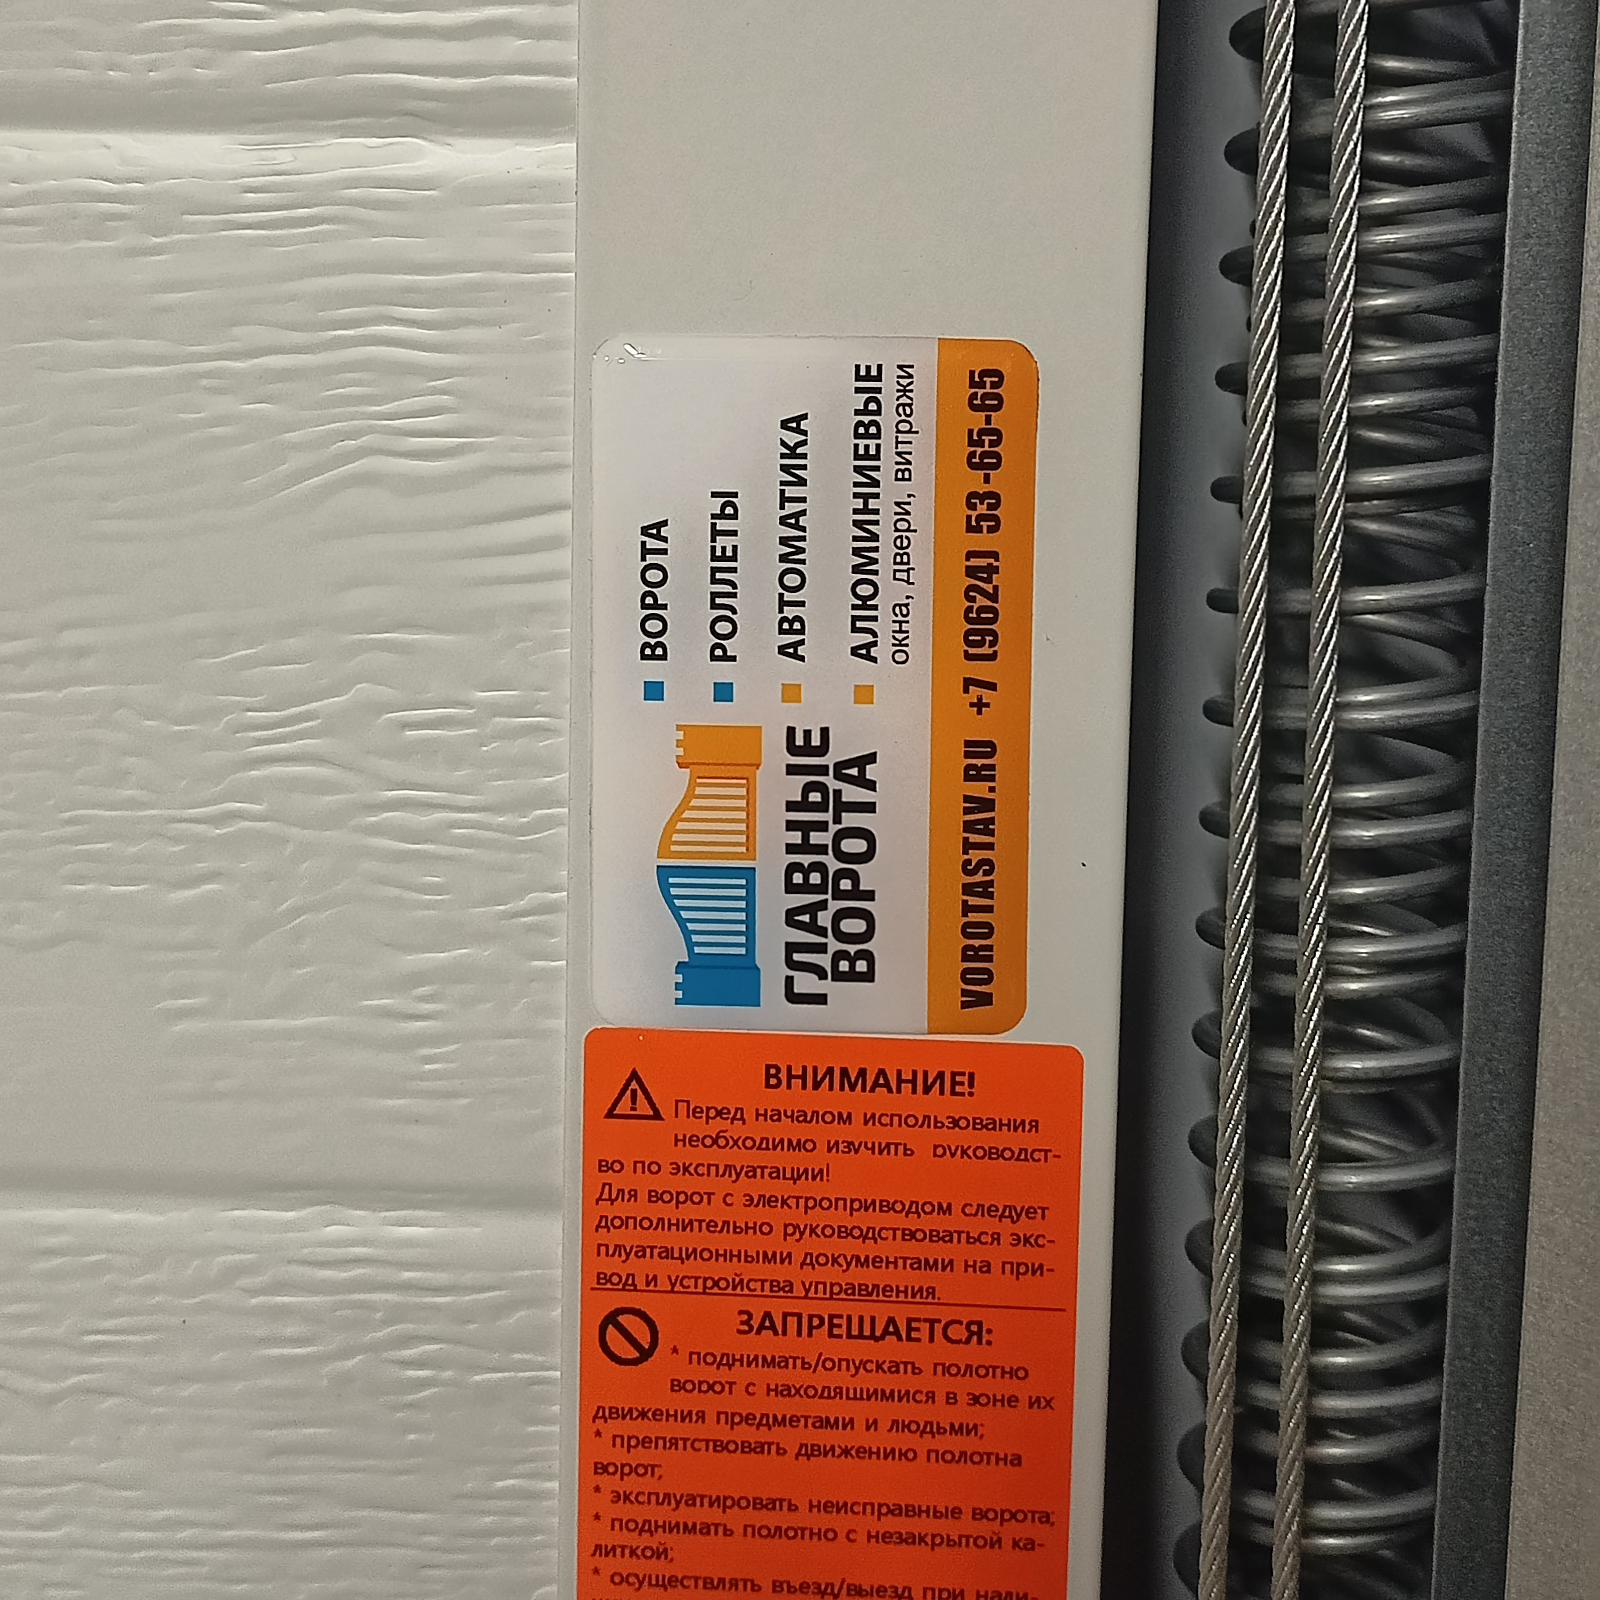 ГЛАВНЫЕ
ВОРОТА
ВОРОТА
РОЛЛЕТЫ
АВТОМАТИКА
АЛЮМИНИЕВЫЕ
окна, двери, витражи
VOROTASTAV.RU +7 (9624) 53-65-65
ВНИМАНИЕ!
Перед началом использования
необходимо изучить руководст-
во по эксплуатации!
Для ворот с электроприводом следует
дополнительно руководствоваться экс-
плуатационными документами на при-
вод и устройства управления.
ЗАПРЕЩАЕТСЯ:
* поднимать/опускать полотно
ворот с находящимися в зоне их
движения предметами и людьми;
* препятствовать движению полотна
ворот;
* эксплуатировать неисправные ворота;
* поднимать полотно с незакрытой ка-
литкой;
* осуществлять въезд/выезд при нали-